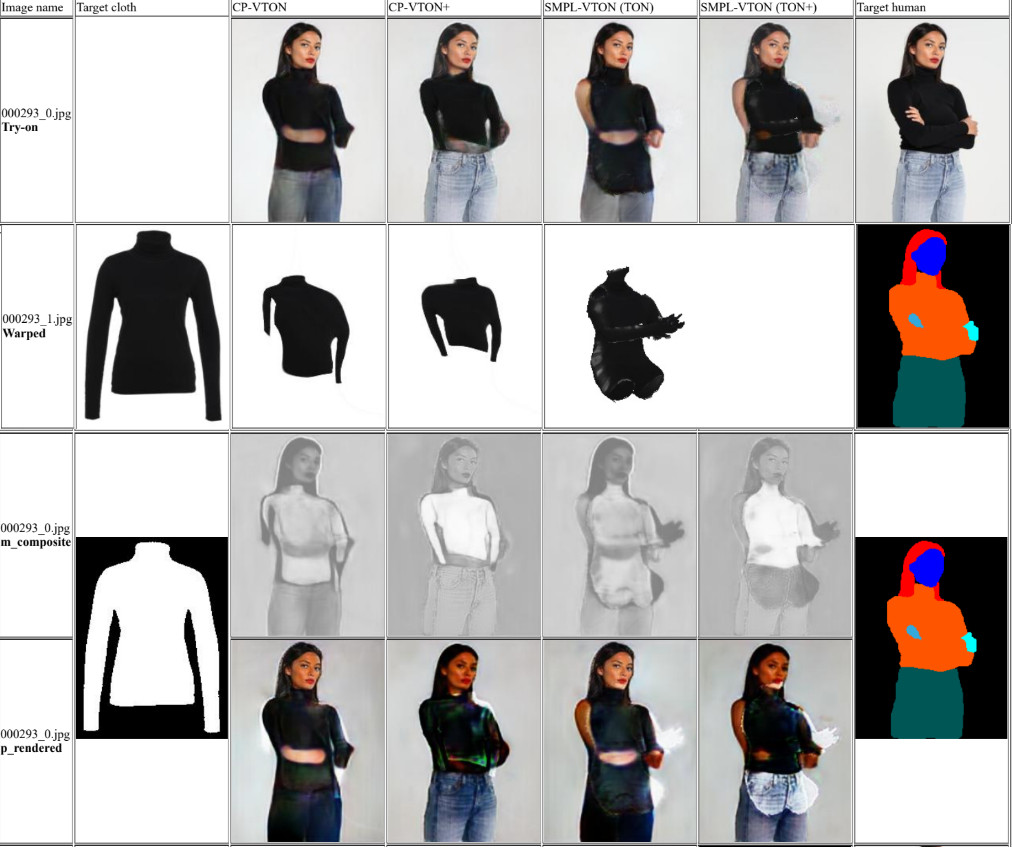 Image name Target cloth CP-VTON CP-VTON+ SMPL-VTON (TON) SMPL-VTON (TON+) Target human
000293_0.jpg
Try-on
000293_1.jpg
Warped
000293_0.jpg
m_composite
000293_0.jpg
p_rendered